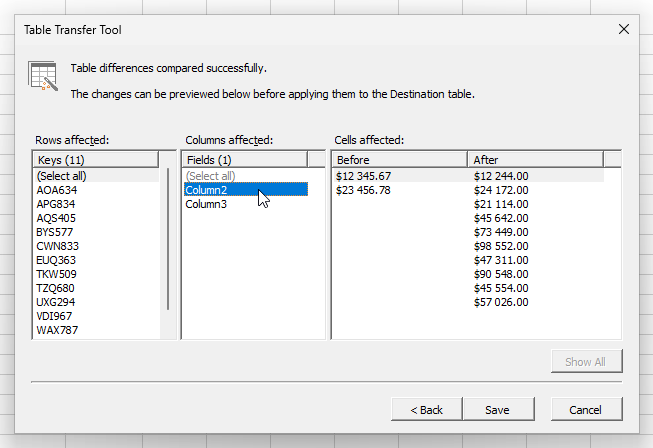 Table Transfer Tool
Table differences compared successfully.
The changes can be previewed below before applying them to the Destination table.
Rows affected:
Keys (11)
(Select all)
AOA634
APG834
AQS405
BYS577
CWN833
EUQ363
TKW509
TZQ680
UXG294
VDI967
WAX787
Columns affected:
Fields (1)
(Select all)
Column2
Column3
Cells affected:
Before After
$12 345.67 $12 244.00
$23 456.78 $24 172.00
$21 114.00
$45 642.00
$73 449.00
$98 552.00
$47 311.00
$90 548.00
$45 554.00
$57 026.00
Show All
< Back Save Cancel